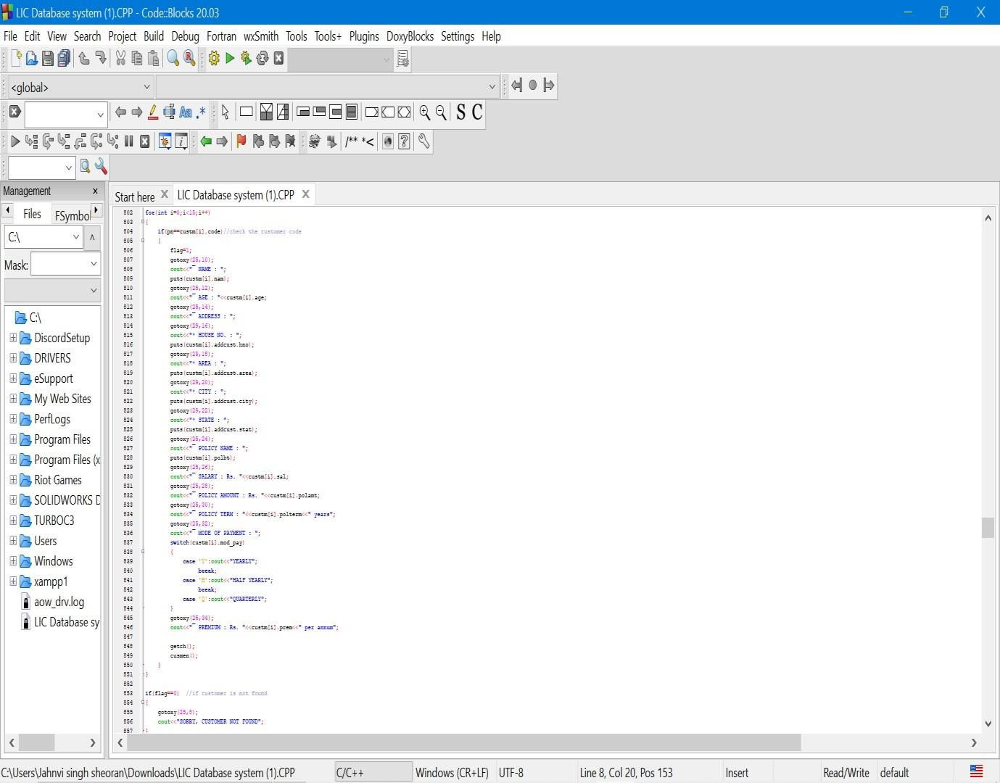 LIC Database system (1).CPP - Code::Blocks 20.03
File Edit View Search Project Build Debug Fortran wxSmith Tools Tools+ Plugins DoxyBlocks Settings Help
<global>
S C
/** *<
Management x
Start here X LIC Database system (1).CPP X
Files FSymbol
C:\
Mask:
C:\
DiscordSetup
DRIVERS
eSupport
My Web Sites
PerfLogs
Program Files
Program Files (x
Riot Games
SOLIDWORKS D
TURBOC3
Users
Windows
xampp1
aow_drv.log
LIC Database sy
802 for(int i=0;i<15;i++)
803 {
804 if(pn==custm[i].code)//check the customer code
805 {
806 flag=1;
807 gotoxy(25,10);
808 cout<<"¯ NAME : ";
809 puts(custm[i].nam);
810 gotoxy(25,12);
811 cout<<"¯ AGE : "<<custm[i].age;
812 gotoxy(25,14);
813 cout<<"¯ ADDRESS : ";
814 gotoxy(29,16);
815 cout<<"* HOUSE NO. : ";
816 puts(custm[i].addcust.hno);
817 gotoxy(29,18);
818 cout<<"* AREA : ";
819 puts(custm[i].addcust.area);
820 gotoxy(29,20);
821 cout<<"* CITY : ";
822 puts(custm[i].addcust.city);
823 gotoxy(29,22);
824 cout<<"* STATE : ";
825 puts(custm[i].addcust.stat);
826 gotoxy(25,24);
827 cout<<"¯ POLICY NAME : ";
828 puts(custm[i].polbt);
829 gotoxy(25,26);
830 cout<<"¯ SALARY : Rs. "<<custm[i].sal;
831 gotoxy(25,28);
832 cout<<"¯ POLICY AMOUNT : Rs. "<<custm[i].polamt;
833 gotoxy(25,30);
834 cout<<"¯ POLICY TERM : "<<custm[i].polterm<<" years";
835 gotoxy(25,32);
836 cout<<"¯ MODE OF PAYMENT : ";
837 switch(custm[i].mod_pay)
838 {
839 case 'Y':cout<<"YEARLY";
840 break;
841 case 'H':cout<<"HALF YEARLY";
842 break;
843 case 'Q':cout<<"QUARTERLY";
844 }
845 gotoxy(25,34);
846 cout<<"¯ PREMIUM : Rs. "<<custm[i].prem<<" per annum";
847
848 getch();
849 cusmen();
850 }
851 }
852
853 if(flag==0) //if customer is not found
854 {
855 gotoxy(25,8);
856 cout<<"SORRY, CUSTOMER NOT FOUND";
857 }
C:\Users\Jahnvi singh sheoran\Downloads\LIC Database system (1).CPP C/C++ Windows (CR+LF) UTF-8 Line 8, Col 20, Pos 153 Insert Read/Write default